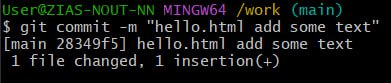 User@ZIAS-NOUT-NN MINGW64 /work (main)
$ git commit -m "hello.html add some text"
[main 28349f5] hello.html add some text
 1 file changed, 1 insertion(+)